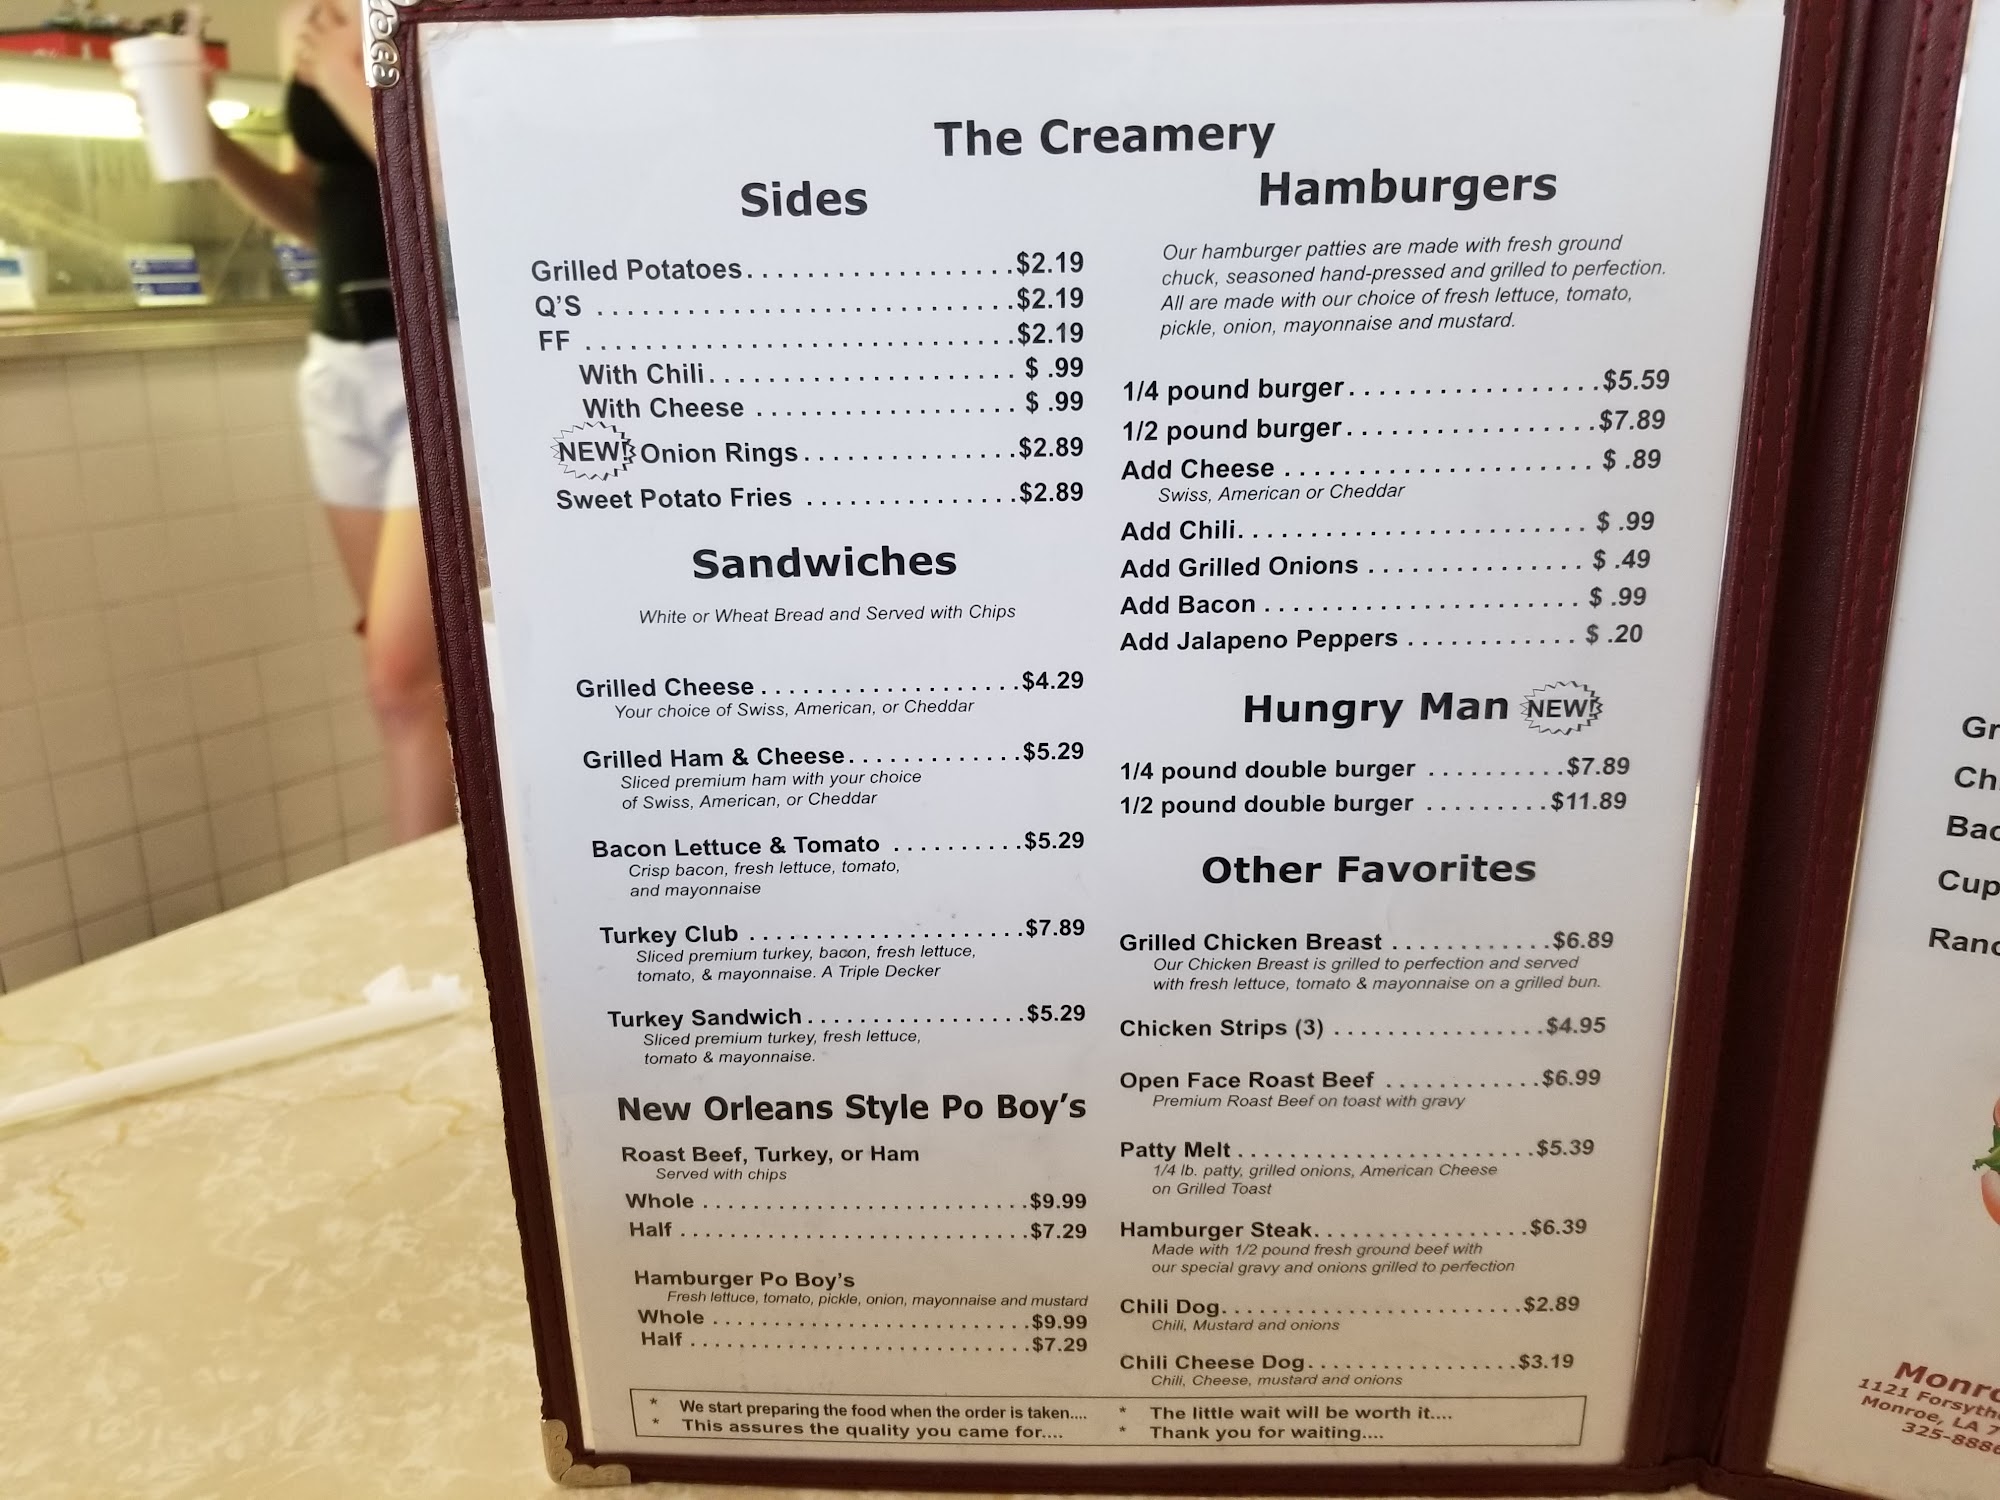 The Creamery
Sides
Grilled Potatoes..................$2.19
Q'S ..............................$2.19
FF ...............................$2.19
With Chili...................... $ .99
With Cheese ................... $ .99
NEW! Onion Rings................$2.89
Sweet Potato Fries ...............$2.89
Sandwiches
White or Wheat Bread and Served with Chips
Grilled Cheese...................$4.29
Your choice of Swiss, American, or Cheddar
Grilled Ham & Cheese.............$5.29
Sliced premium ham with your choice
of Swiss, American, or Cheddar
Bacon Lettuce & Tomato ..........$5.29
Crisp bacon, fresh lettuce, tomato,
and mayonnaise
Turkey Club ....................$7.89
Sliced premium turkey, bacon, fresh lettuce,
tomato, & mayonnaise. A Triple Decker
Turkey Sandwich.................$5.29
Sliced premium turkey, fresh lettuce,
tomato & mayonnaise.
New Orleans Style Po Boy's
Roast Beef, Turkey, or Ham
Served with chips
Whole .........................$9.99
Half ...........................$7.29
Hamburger Po Boy's
Fresh lettuce, tomato, pickle, onion, mayonnaise and mustard
Whole .........................$9.99
Half ...........................$7.29
Hamburgers
Our hamburger patties are made with fresh ground
chuck, seasoned hand-pressed and grilled to perfection.
All are made with our choice of fresh lettuce, tomato,
pickle, onion, mayonnaise and mustard.
1/4 pound burger..................$5.59
1/2 pound burger..................$7.89
Add Cheese ...................... $ .89
Swiss, American or Cheddar
Add Chili......................... $ .99
Add Grilled Onions ................ $ .49
Add Bacon ....................... $ .99
Add Jalapeno Peppers ............ $ .20
Hungry Man NEW!
1/4 pound double burger ..........$7.89
1/2 pound double burger .........$11.89
Other Favorites
Grilled Chicken Breast ............$6.89
Our Chicken Breast is grilled to perfection and served
with fresh lettuce, tomato & mayonnaise on a grilled bun.
Chicken Strips (3) ................$4.95
Open Face Roast Beef ............$6.99
Premium Roast Beef on toast with gravy
Patty Melt .......................$5.39
1/4 lb. patty, grilled onions, American Cheese
on Grilled Toast
Hamburger Steak.................$6.39
Made with 1/2 pound fresh ground beef with
our special gravy and onions grilled to perfection
Chili Dog.........................$2.89
Chili, Mustard and onions
Chili Cheese Dog..................$3.19
Chili, Cheese, mustard and onions
* We start preparing the food when the order is taken....
* This assures the quality you came for....
* The little wait will be worth it....
* Thank you for waiting....
Gr
Ch
Bac
Cup
Ranc
Monro
1121 Forsyth
Monroe, LA 7
325-8886